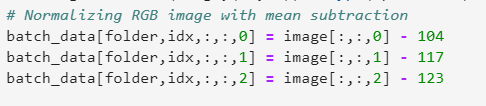 # Normalizing RGB image with mean subtraction
batch_data[folder,idx,:,:,0] = image[:,:,0] - 104
batch_data[folder,idx,:,:,1] = image[:,:,1] - 117
batch_data[folder,idx,:,:,2] = image[:,:,2] - 123